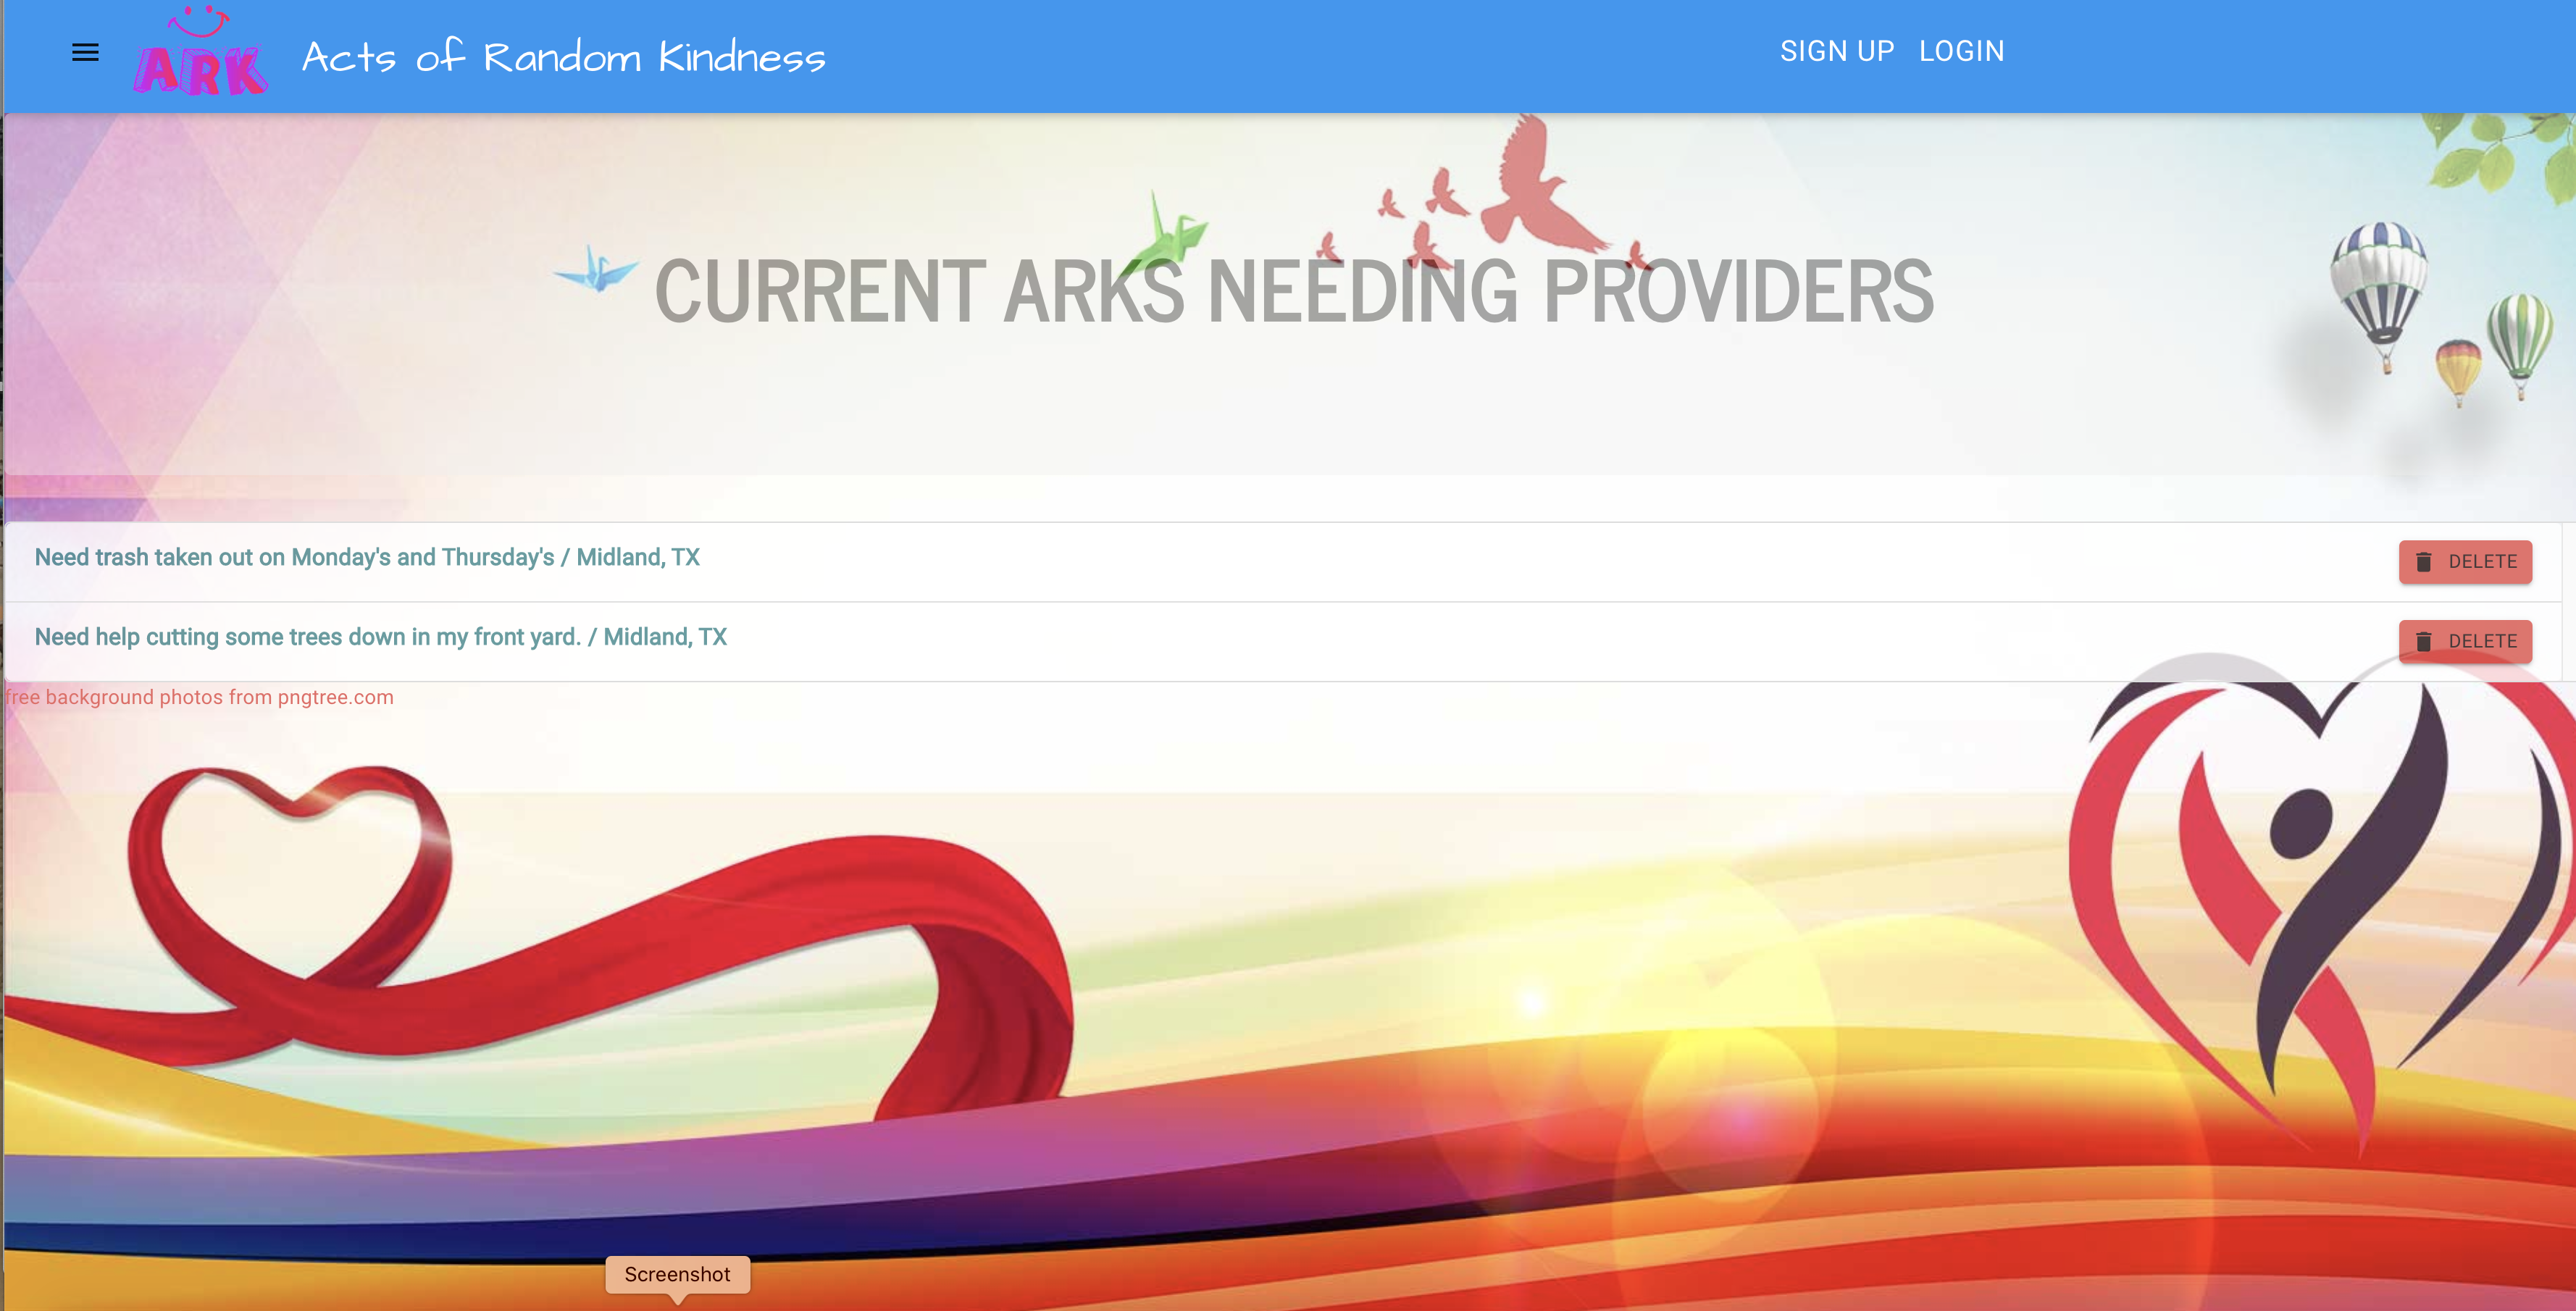 ARK
Acts of Random Kindness
SIGN UP LOGIN
CURRENT ARKS NEEDING PROVIDERS
Need trash taken out on Monday's and Thursday's / Midland, TX
DELETE
Need help cutting some trees down in my front yard. / Midland, TX
DELETE
free background photos from pngtree.com
Screenshot